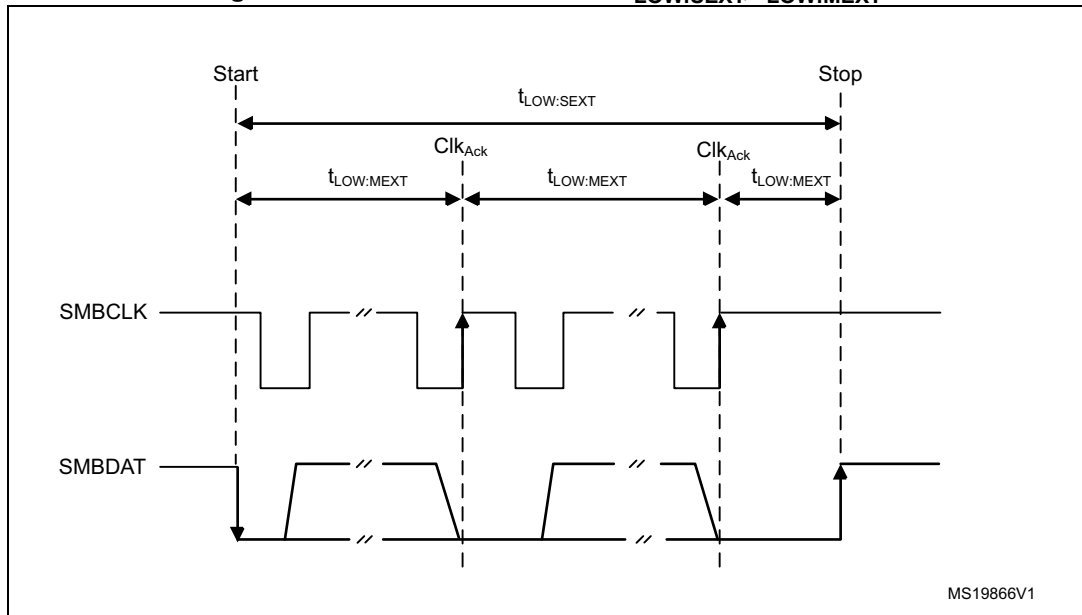 Start
Stop
tLOW:SEXT
ClkAck
ClkAck
tLOW:MEXT
tLOW:MEXT
tLOW:MEXT
SMBCLK
SMBDAT
MS19866V1